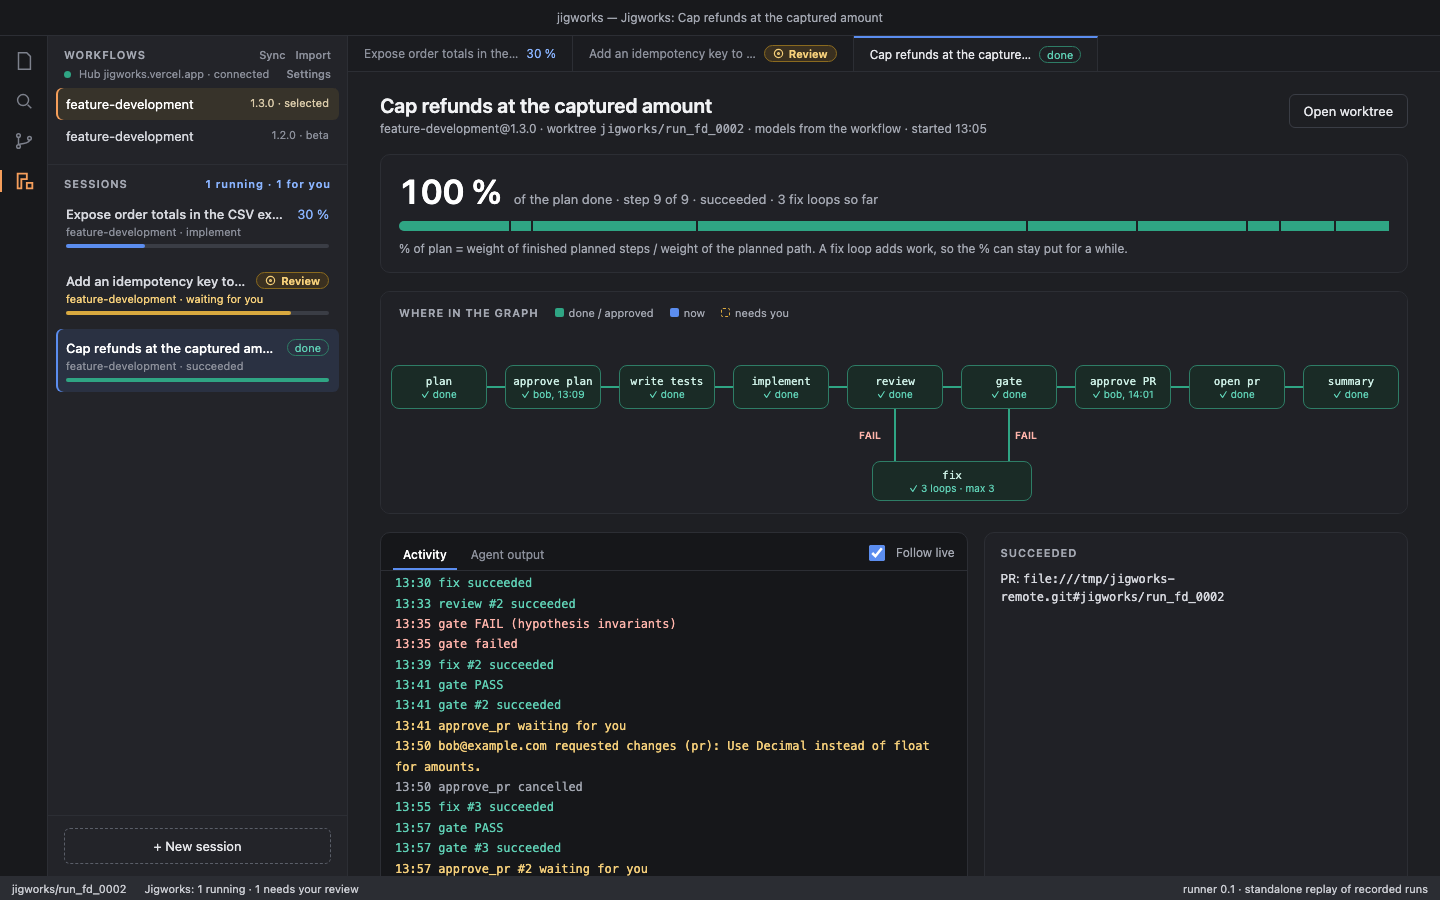 jigworks — Jigworks: Cap refunds at the captured amount
WORKFLOWS
Sync Import
Hub jigworks.vercel.app · connected
Settings
feature-development
1.3.0 · selected
feature-development
1.2.0 · beta
SESSIONS
1 running · 1 for you
Expose order totals in the CSV ex...
30 %
feature-development · implement
Add an idempotency key to...
Review
feature-development · waiting for you
Cap refunds at the captured am...
done
feature-development · succeeded
+ New session
Expose order totals in the...
30 %
Add an idempotency key to ...
Review
Cap refunds at the capture...
done
Cap refunds at the captured amount
feature-development@1.3.0 · worktree jigworks/run_fd_0002 · models from the workflow · started 13:05
Open worktree
100 % of the plan done · step 9 of 9 · succeeded · 3 fix loops so far
% of plan = weight of finished planned steps / weight of the planned path. A fix loop adds work, so the % can stay put for a while.
WHERE IN THE GRAPH
done / approved
now
needs you
plan
✓ done
approve plan
✓ bob, 13:09
write tests
✓ done
implement
✓ done
review
✓ done
gate
✓ done
approve PR
✓ bob, 14:01
open pr
✓ done
summary
✓ done
FAIL
FAIL
fix
✓ 3 loops · max 3
Activity
Agent output
Follow live
13:30 fix succeeded
13:33 review #2 succeeded
13:35 gate FAIL (hypothesis invariants)
13:35 gate failed
13:39 fix #2 succeeded
13:41 gate PASS
13:41 gate #2 succeeded
13:41 approve_pr waiting for you
13:50 bob@example.com requested changes (pr): Use Decimal instead of float
for amounts.
13:50 approve_pr cancelled
13:55 fix #3 succeeded
13:57 gate PASS
13:57 gate #3 succeeded
13:57 approve_pr #2 waiting for you
SUCCEEDED
PR: file:///tmp/jigworks-
remote.git#jigworks/run_fd_0002
jigworks/run_fd_0002
Jigworks: 1 running · 1 needs your review
runner 0.1 · standalone replay of recorded runs